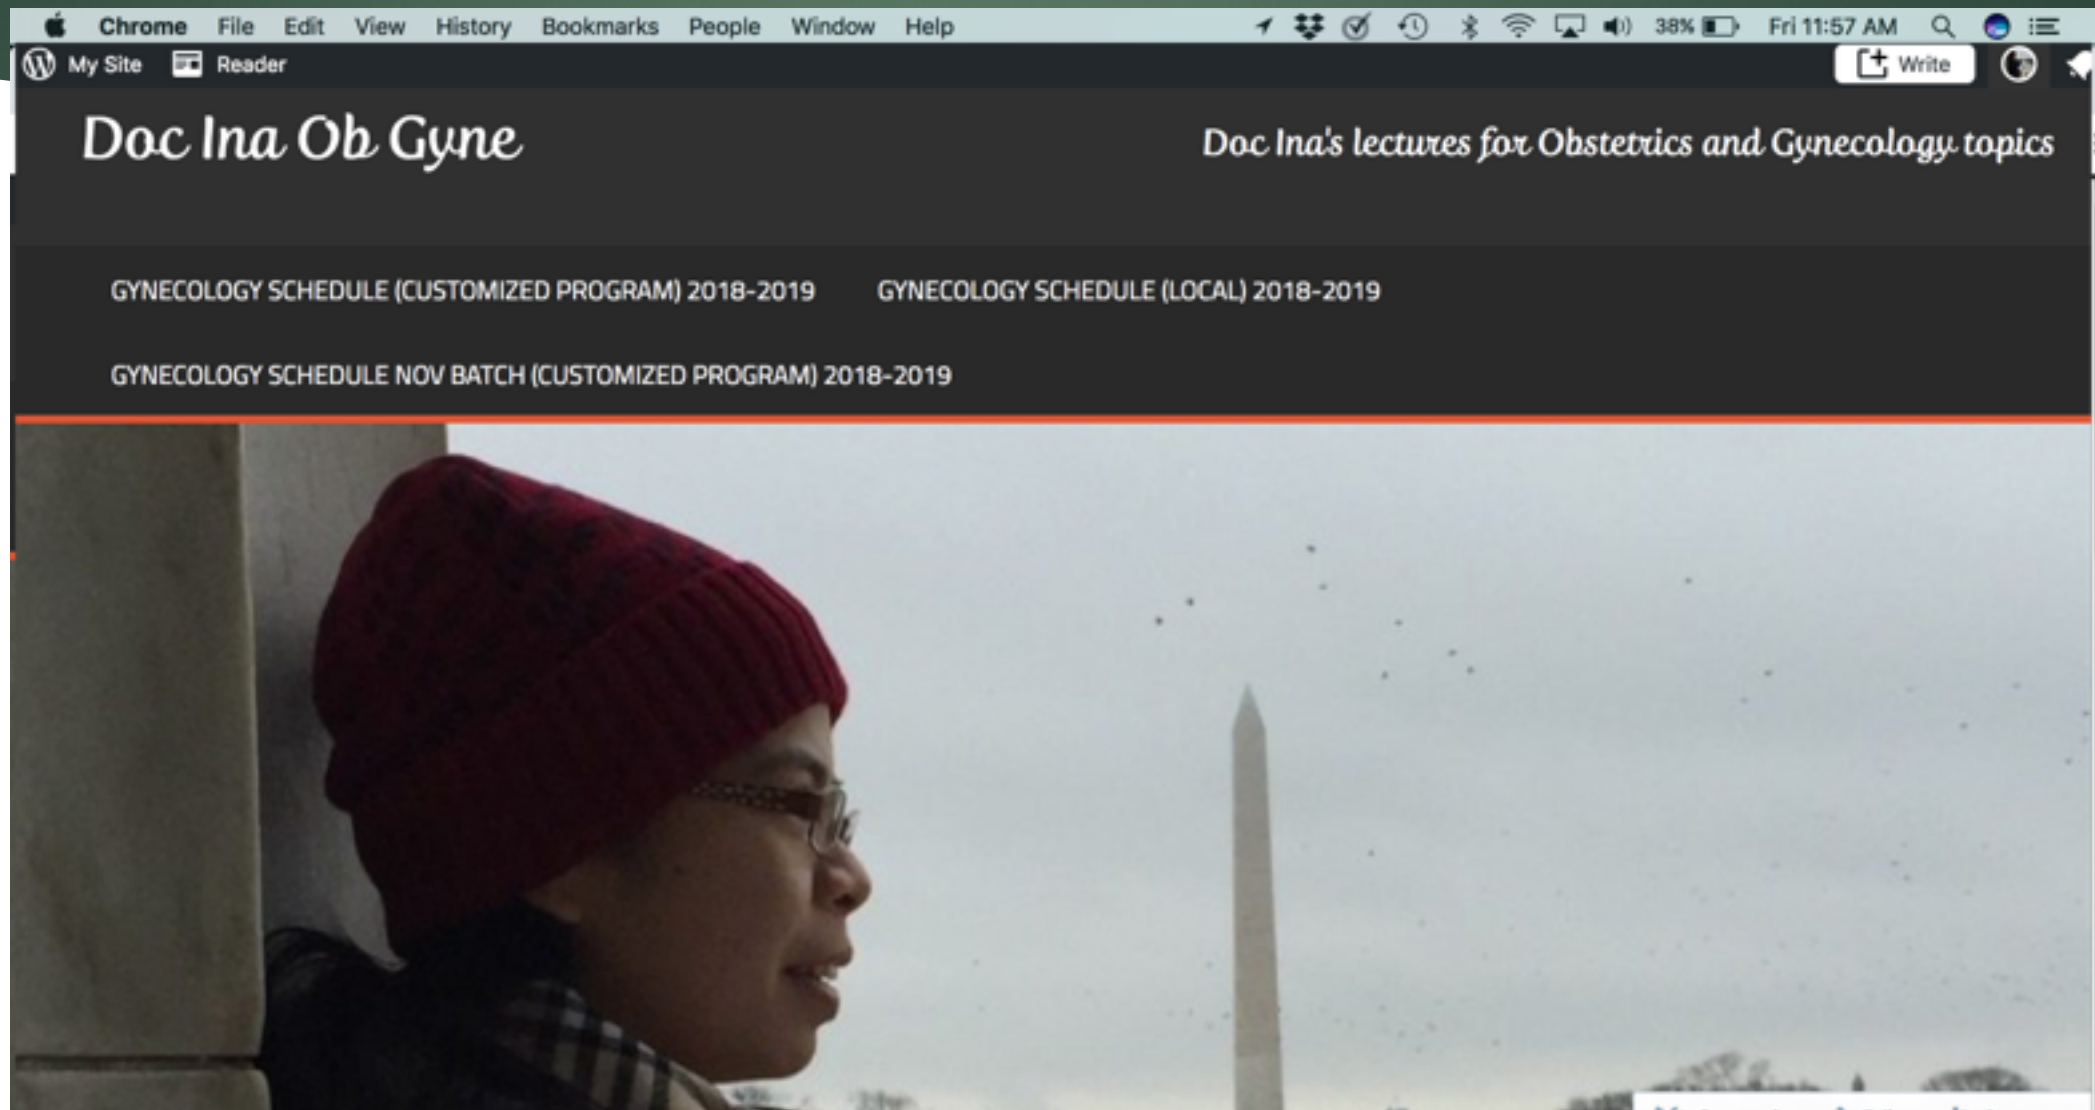 Chrome File Edit View History Bookmarks People Window Help 38% Fri 11:57 AM
My Site Reader Write
Doc Ina Ob Gyne
Doc Ina's lectures for Obstetrics and Gynecology topics
GYNECOLOGY SCHEDULE (CUSTOMIZED PROGRAM) 2018-2019 GYNECOLOGY SCHEDULE (LOCAL) 2018-2019
GYNECOLOGY SCHEDULE NOV BATCH (CUSTOMIZED PROGRAM) 2018-2019